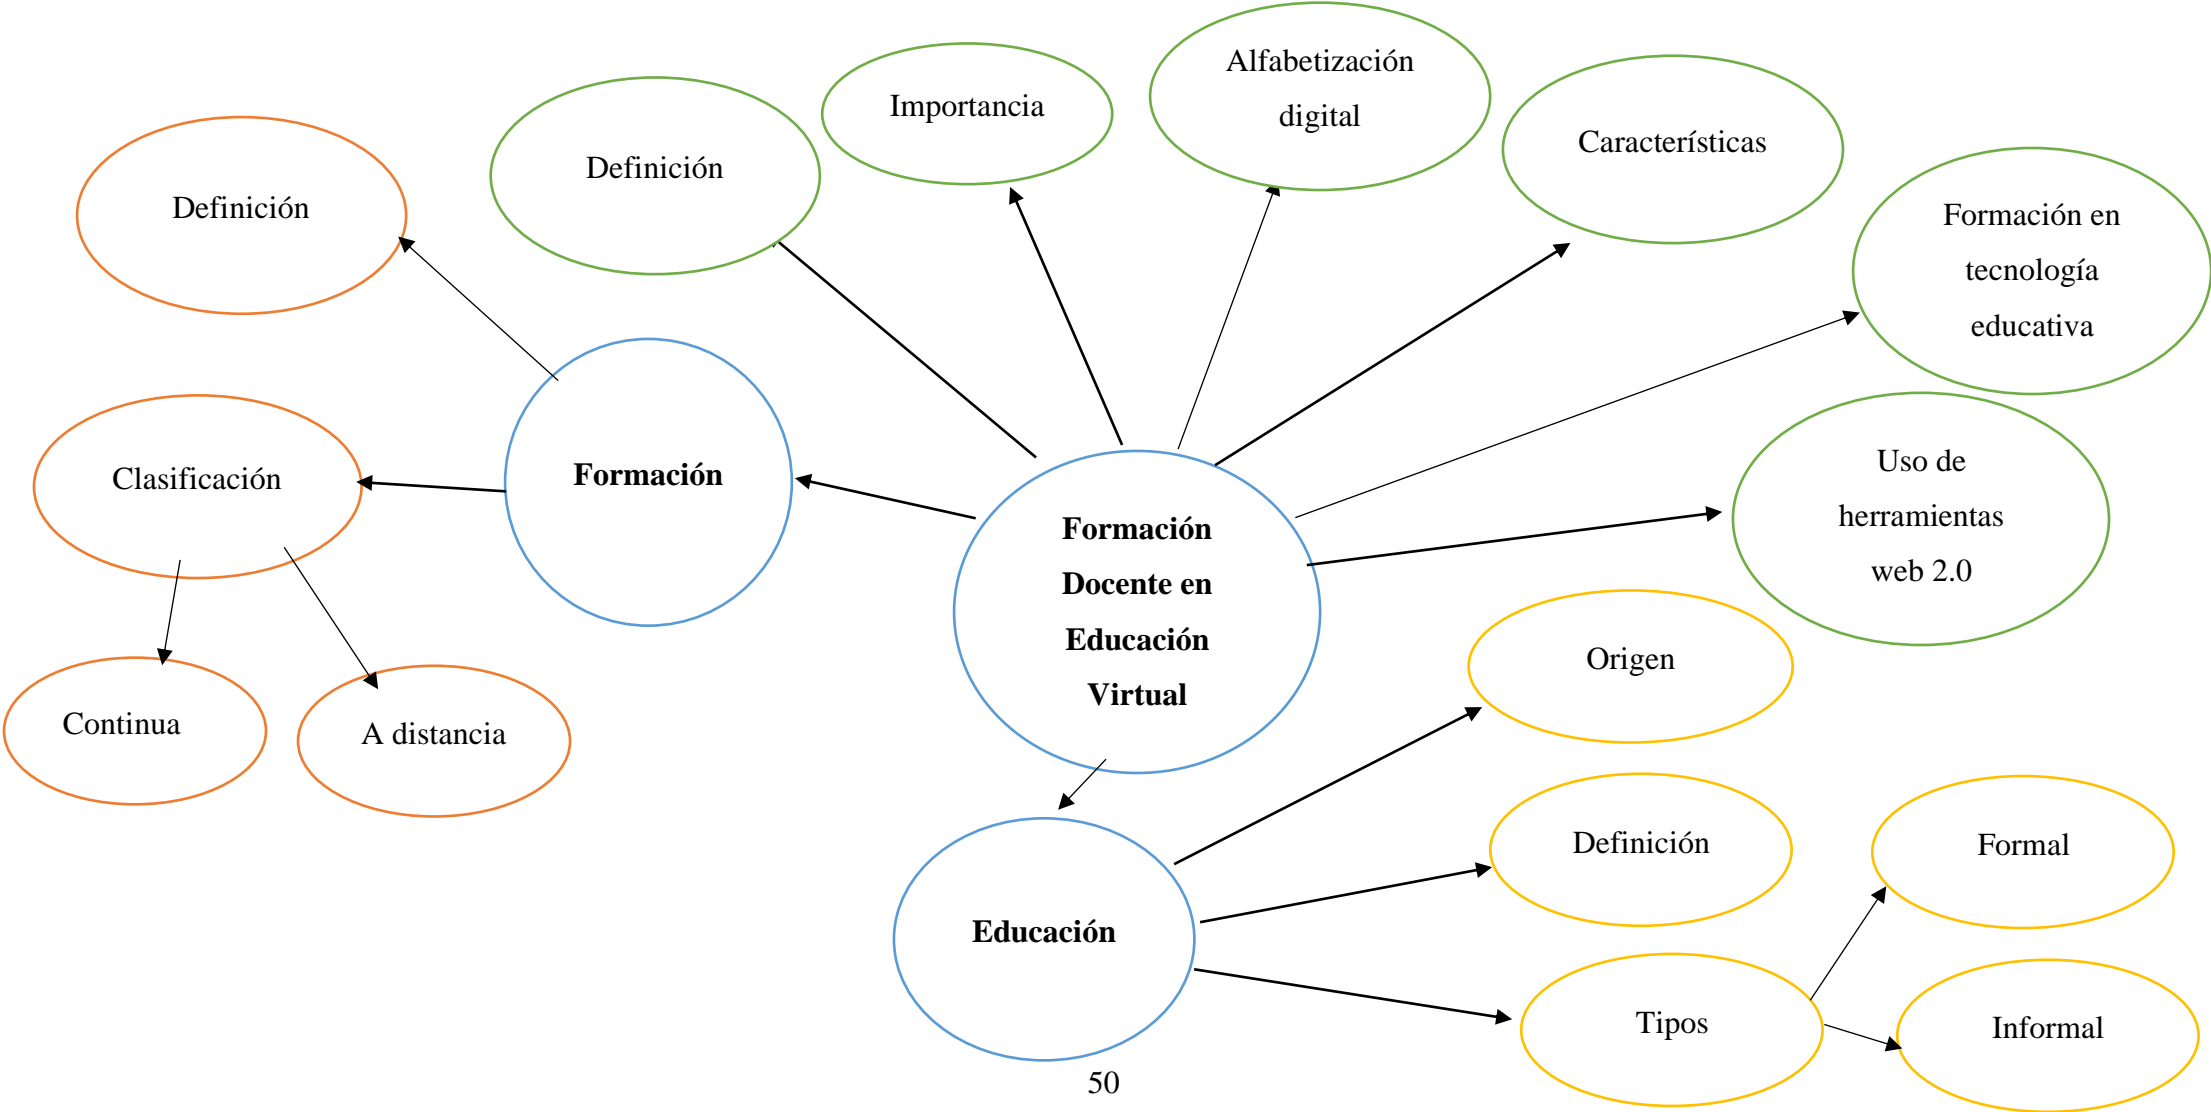 Alfabetización
digital
Importancia
Características
Definición
Definición
Formación en
tecnología
educativa
Uso de
herramientas
web 2.0
Clasificación
Formación
Formación
Docente en
Educación
Virtual
Origen
Continua
A distancia
Definición
Formal
Educación
Tipos
Informal
50